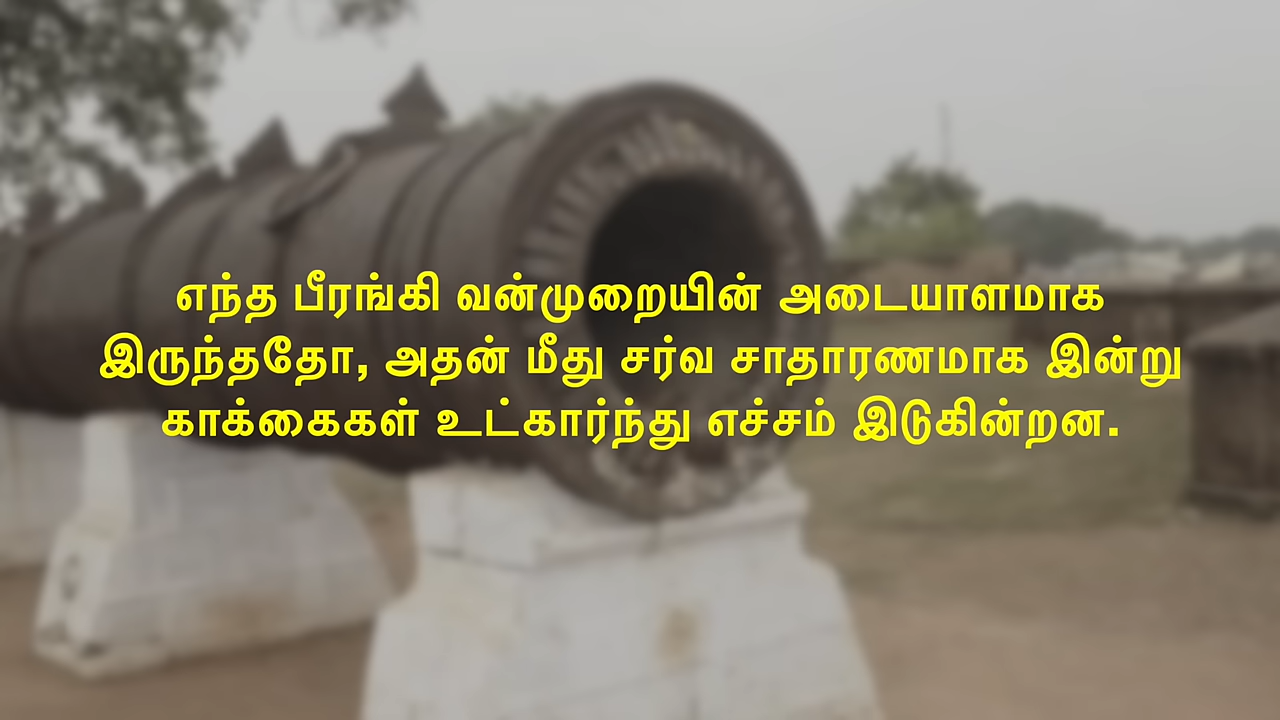 எந்த பீரங்கி வன்முறையின் அடையாளமாக
இருந்ததோ, அதன் மீது சர்வ சாதாரணமாக இன்று
காக்கைகள் உட்கார்ந்து எச்சம் இடுகின்றன.